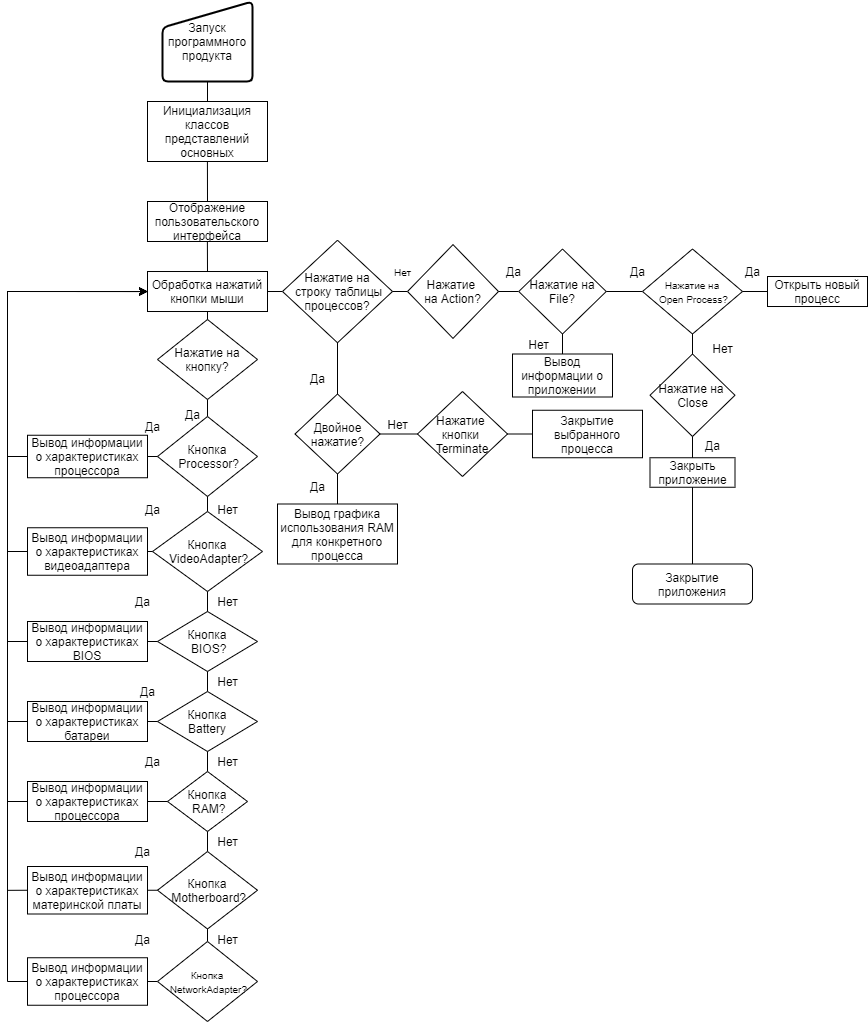 Запуск
программного
продукта
Инициализация
классов
представлений
основных
Отображение
пользовательского
интерфейса
Обработка нажатий
кнопки мыши
Нажатие на
строку таблицы
процессов?
Нет
Нажатие
на Action?
Да
Нажатие на
File?
Да
Нажатие на
Open Process?
Да
Открыть новый
процесс
Нет
Вывод
информации о
приложении
Нет
Нажатие на
Close
Да
Закрыть
приложение
Закрытие
приложения
Да
Двойное
нажатие?
Нет
Нажатие
кнопки
Terminate
Закрытие
выбранного
процесса
Да
Вывод графика
использования RAM
для конкретного
процесса
Нажатие на
кнопку?
Да
Кнопка
Processor?
Да
Вывод информации
о характеристиках
процессора
Нет
Кнопка
VideoAdapter?
Да
Вывод информации
о характеристиках
видеоадаптера
Нет
Кнопка
BIOS?
Да
Вывод информации
о характеристиках
BIOS
Нет
Кнопка
Battery
Да
Вывод информации
о характеристиках
батареи
Нет
Кнопка
RAM?
Да
Вывод информации
о характеристиках
процессора
Нет
Кнопка
Motherboard?
Да
Вывод информации
о характеристиках
материнской платы
Нет
Кнопка
NetworkAdapter?
Да
Вывод информации
о характеристиках
процессора